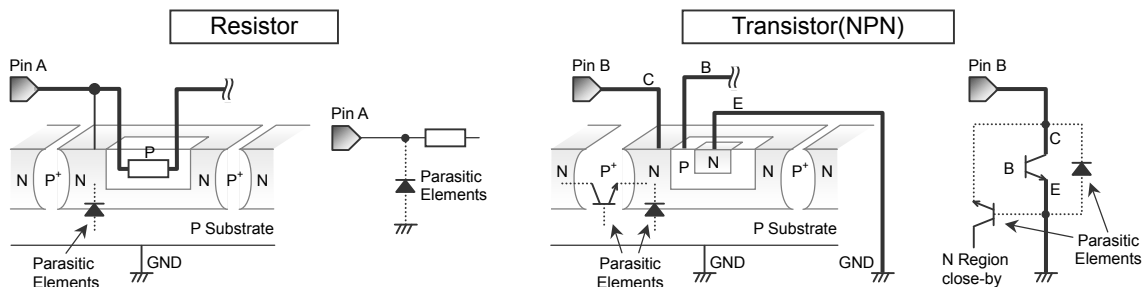 Resistor
Pin A
P
N
P+
N
N
P+
N
P Substrate
Parasitic
Elements
GND
Pin A
Parasitic
Elements
Transistor(NPN)
Pin B
C
B
E
N
P+
N
P
N
N
P+
N
P Substrate
Parasitic
Elements
GND
GND
Pin B
C
B
E
Parasitic
Elements
N Region
close-by